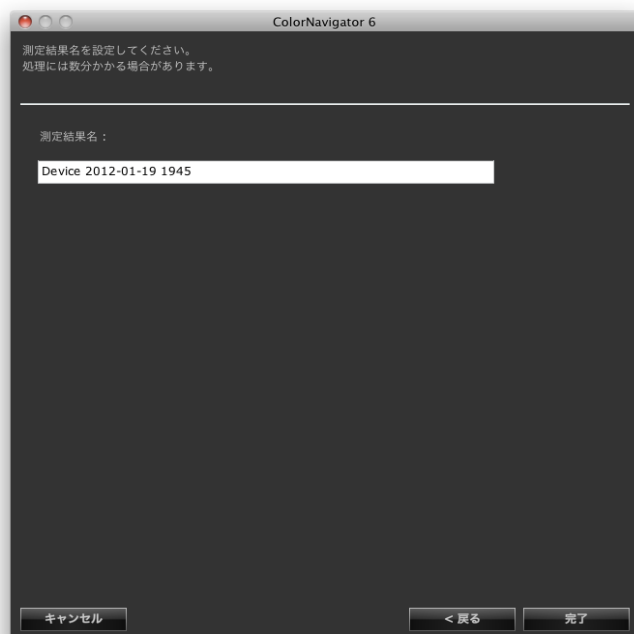 ColorNavigator 6
測定結果名を設定してください。
処理には数分かかる場合があります。
測定結果名：
Device 2012-01-19 1945
キャンセル
< 戻る
完了